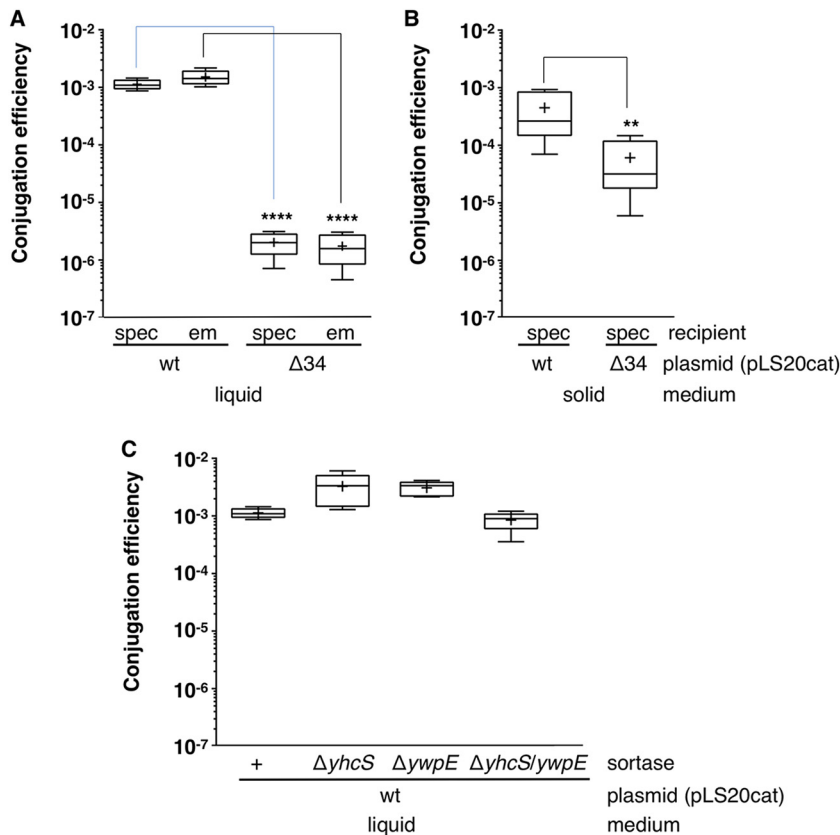 A
Conjugation efficiency
10-2
10-3
10-4
10-5
10-6
10-7
****
****
spec em spec em
wt Δ34
liquid
B
Conjugation efficiency
10-2
10-3
10-4
10-5
10-6
10-7
**
spec spec recipient
wt Δ34 plasmid (pLS20cat)
solid medium
C
Conjugation efficiency
10-2
10-3
10-4
10-5
10-6
10-7
+ ΔyhcS ΔywpE ΔyhcS/ywpE sortase
wt plasmid (pLS20cat)
liquid medium